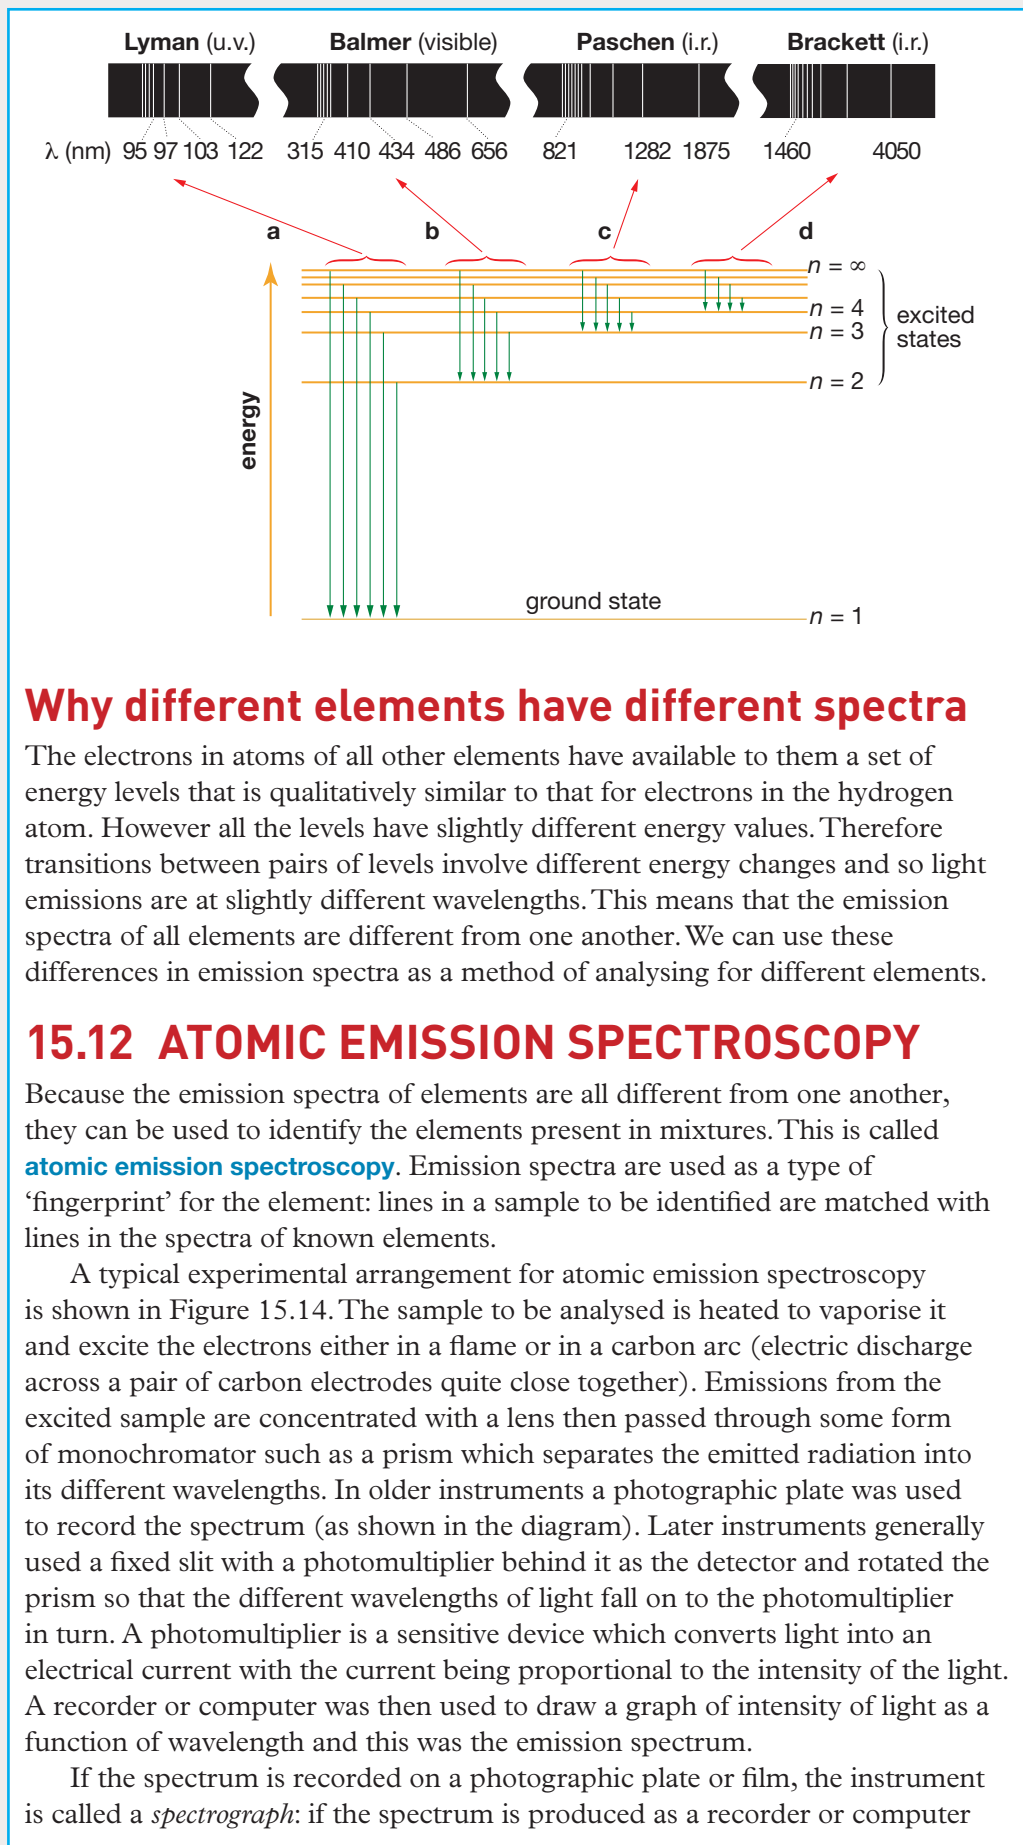 Lyman (u.v.) Balmer (visible) Paschen (i.r.) Brackett (i.r.)
λ (nm) 95 97 103 122 315 410 434 486 656 821 1282 1875 1460 4050
a b c d
n = ∞
n = 4
n = 3
excited
states
n = 2
energy
ground state
n = 1
Why different elements have different spectra
The electrons in atoms of all other elements have available to them a set of
energy levels that is qualitatively similar to that for electrons in the hydrogen
atom. However all the levels have slightly different energy values. Therefore
transitions between pairs of levels involve different energy changes and so light
emissions are at slightly different wavelengths. This means that the emission
spectra of all elements are different from one another. We can use these
differences in emission spectra as a method of analysing for different elements.
15.12 ATOMIC EMISSION SPECTROSCOPY
Because the emission spectra of elements are all different from one another,
they can be used to identify the elements present in mixtures. This is called
atomic emission spectroscopy. Emission spectra are used as a type of
‘fingerprint’ for the element: lines in a sample to be identified are matched with
lines in the spectra of known elements.
A typical experimental arrangement for atomic emission spectroscopy
is shown in Figure 15.14. The sample to be analysed is heated to vaporise it
and excite the electrons either in a flame or in a carbon arc (electric discharge
across a pair of carbon electrodes quite close together). Emissions from the
excited sample are concentrated with a lens then passed through some form
of monochromator such as a prism which separates the emitted radiation into
its different wavelengths. In older instruments a photographic plate was used
to record the spectrum (as shown in the diagram). Later instruments generally
used a fixed slit with a photomultiplier behind it as the detector and rotated the
prism so that the different wavelengths of light fall on to the photomultiplier
in turn. A photomultiplier is a sensitive device which converts light into an
electrical current with the current being proportional to the intensity of the light.
A recorder or computer was then used to draw a graph of intensity of light as a
function of wavelength and this was the emission spectrum.
If the spectrum is recorded on a photographic plate or film, the instrument
is called a spectrograph: if the spectrum is produced as a recorder or computer